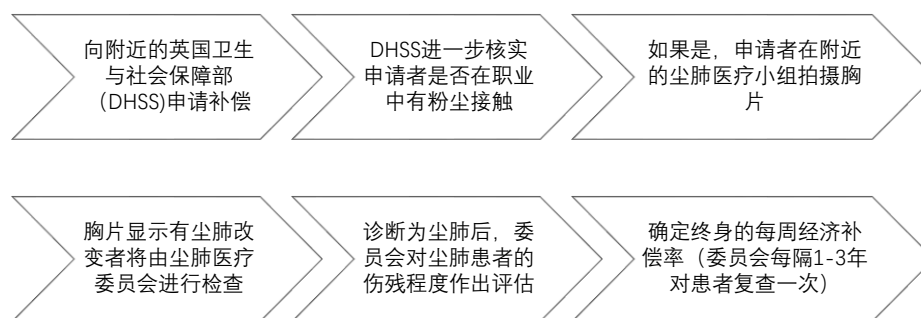 向附近的英国卫生
与社会保障部
（DHSS)申请补偿
DHSS进一步核实
申请者是否在职业
中有粉尘接触
如果是，申请者在附近
的尘肺医疗小组拍摄胸
片
胸片显示有尘肺改
变者将由尘肺医疗
委员会进行检查
诊断为尘肺后，委
员会对尘肺患者的
伤残程度作出评估
确定终身的每周经济补
偿率（委员会每隔1-3年
对患者复查一次）